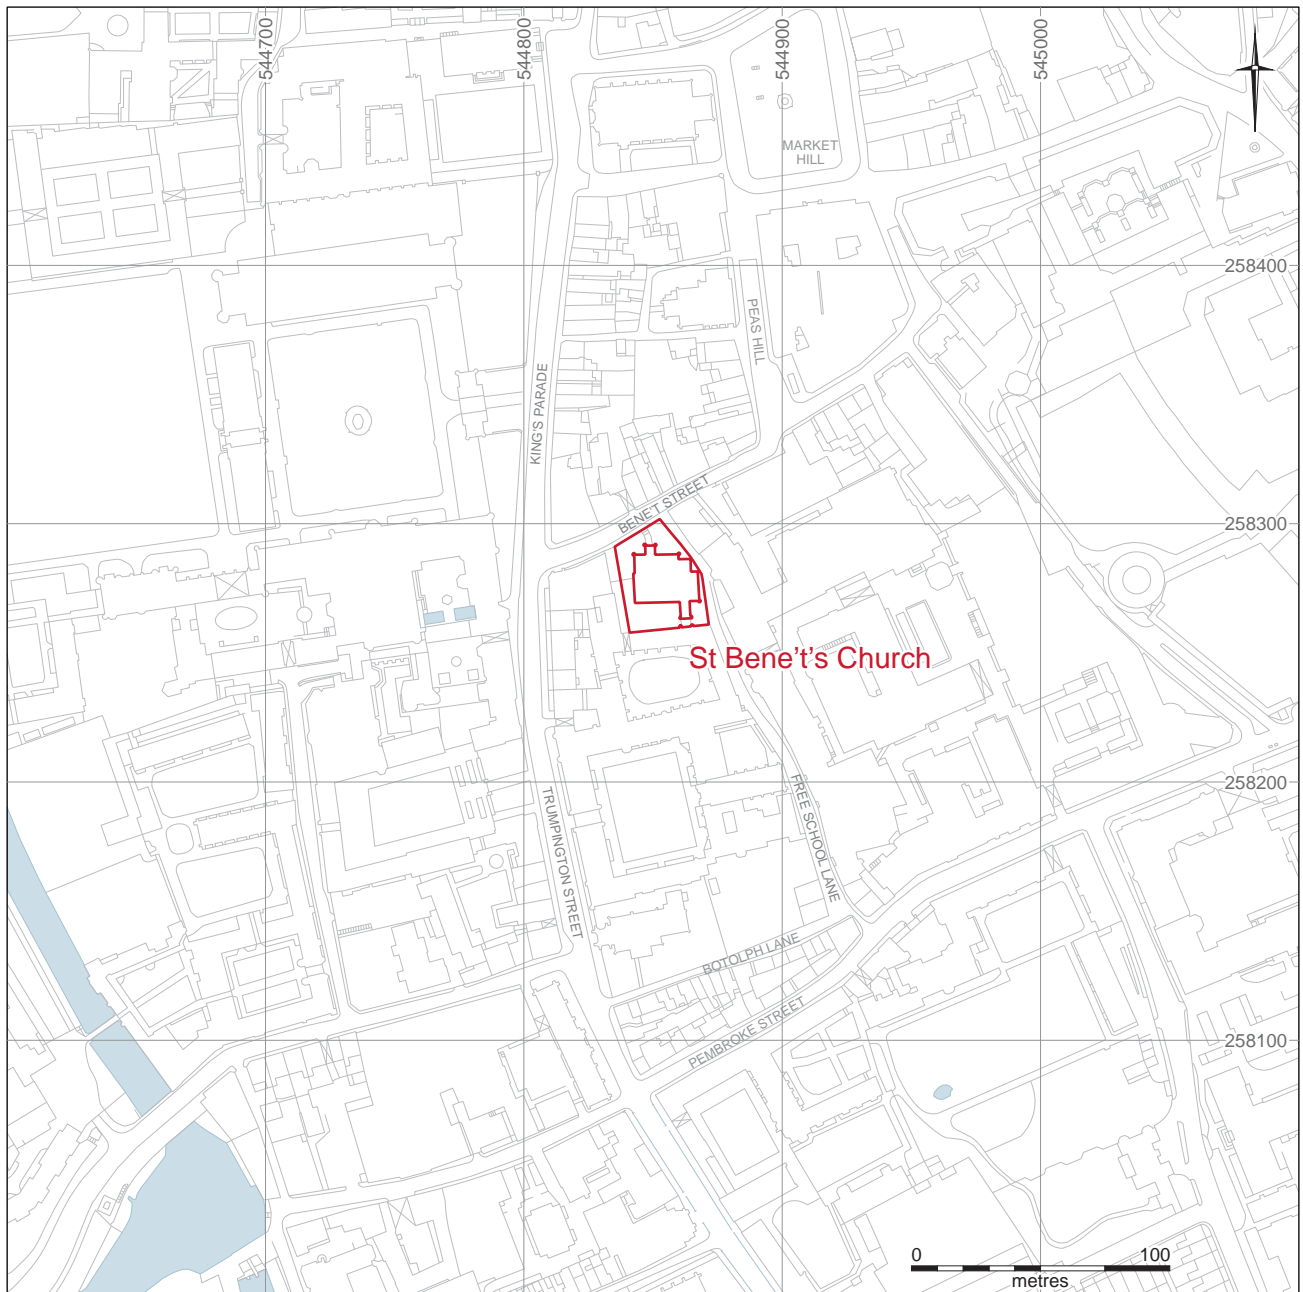 544700
544800
544900
545000
MARKET
HILL
258400
PEAS HILL
KING'S PARADE
BENE'T STREET
258300
St Bene't's Church
258200
TRUMPINGTON STREET
FREE SCHOOL LANE
BOTOLPH LANE
PEMBROKE STREET
258100
0 100
metres